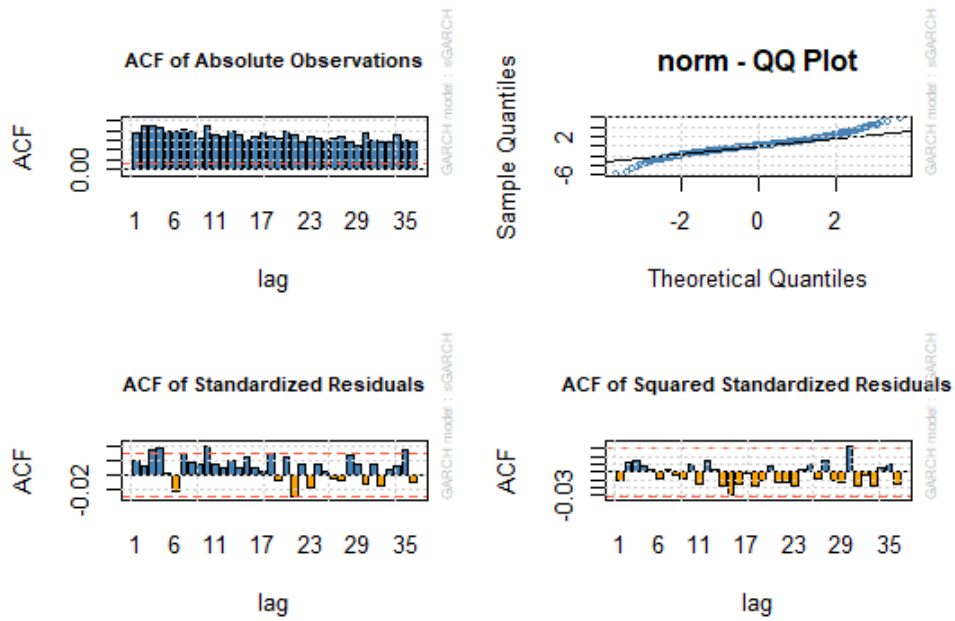 ACF of Absolute Observations
ACF
0.00
1 6 11 17 23 29 35
lag
GARCH model : sGARCH
norm - QQ Plot
Sample Quantiles
2
-6
-2 0 2
Theoretical Quantiles
GARCH model : sGARCH
ACF of Standardized Residuals
ACF
-0.02
1 6 11 17 23 29 35
lag
GARCH model : sGARCH
ACF of Squared Standardized Residuals
ACF
-0.03
1 6 11 17 23 29 35
lag
GARCH model : sGARCH